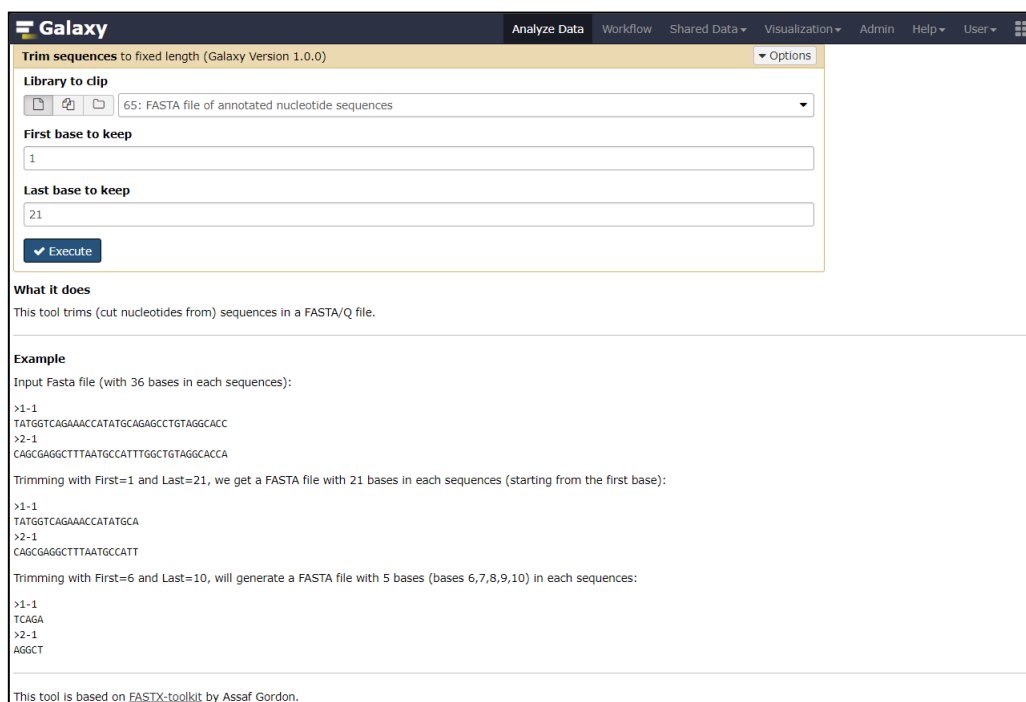 Galaxy
Analyze Data Workflow Shared Data Visualization Admin Help User
Trim sequences to fixed length (Galaxy Version 1.0.0) Options
Library to clip
65: FASTA file of annotated nucleotide sequences
First base to keep
1
Last base to keep
21
Execute
What it does
This tool trims (cut nucleotides from) sequences in a FASTA/Q file.
Example
Input Fasta file (with 36 bases in each sequences):
>1-1
TATGGTCAGAAACCATATGCAGAGCCTGTAGGCACC
>2-1
CAGCGAGGCTTTAATGCCATTTGGCTGTAGGCACCA
Trimming with First=1 and Last=21, we get a FASTA file with 21 bases in each sequences (starting from the first base):
>1-1
TATGGTCAGAAACCATATGCA
>2-1
CAGCGAGGCTTTAATGCCATT
Trimming with First=6 and Last=10, will generate a FASTA file with 5 bases (bases 6,7,8,9,10) in each sequences:
>1-1
TCAGA
>2-1
AGGCT
This tool is based on FASTX-toolkit by Assaf Gordon.